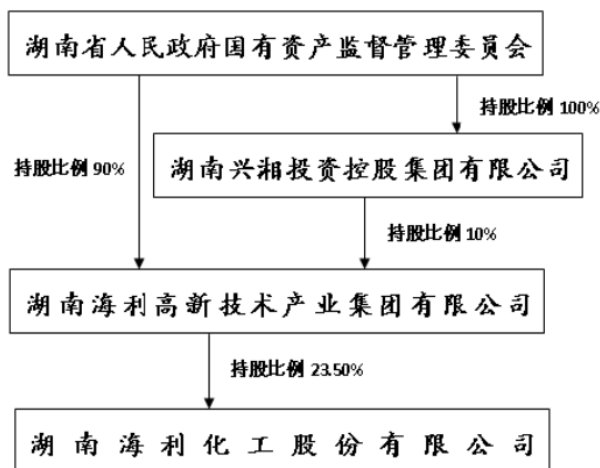 湖南省人民政府国有资产监督管理委员会
持股比例 100%
持股比例 90%
湖南兴湘投资控股集团有限公司
持股比例 10%
湖南海利高新技术产业集团有限公司
持股比例 23.50%
湖南海利化工股份有限公司